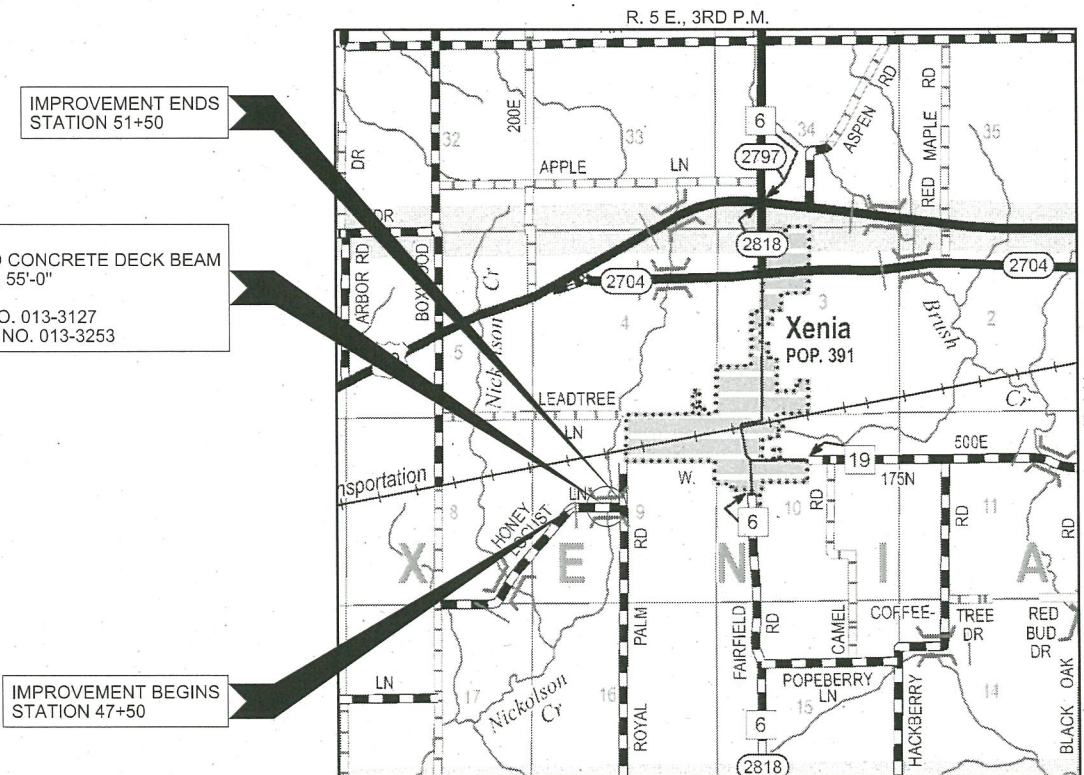 R. 5 E., 3RD P.M.
IMPROVEMENT ENDS
STATION 51+50
CONCRETE DECK BEAM
55'-0"
O. 013-3127
NO. 013-3253
IMPROVEMENT BEGINS
STATION 47+50
32
200E
33
6
34
ASPEN RD
RED MAPLE RD
35
2797
DR
APPLE LN
DR
2818
ARBOR RD
BOXWOOD
Nickolson Cr
2704
2704
3
4
5
Xenia
POP. 391
Brush
2
Cr
LEADTREE
LN
500E
19
175N
W.
nsportation
LN
HONEY
LOCUST
8
9
RD
6
10
RD
11
RD
RD
X E N I A
PALM
FAIRFIELD
RD
CAMEL
COFFEE-
TREE
DR
RED
BUD
DR
LN
17
Nickolson
Cr
16
ROYAL
POPEBERRY
LN
15
6
HACKBERRY
14
BLACK OAK
2818